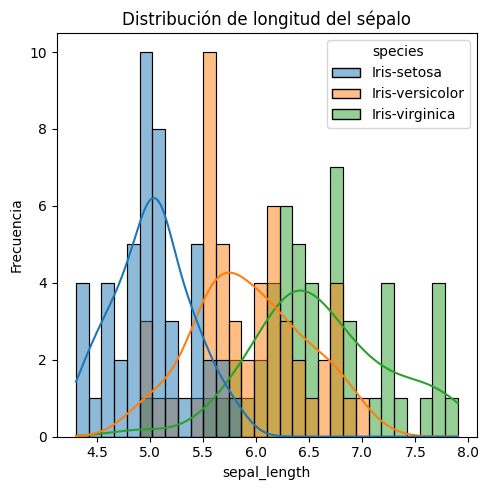 Distribución de longitud del sépalo
species
Iris-setosa
Iris-versicolor
Iris-virginica
Frecuencia
10
8
6
4
2
0
4.5 5.0 5.5 6.0 6.5 7.0 7.5 8.0
sepal_length